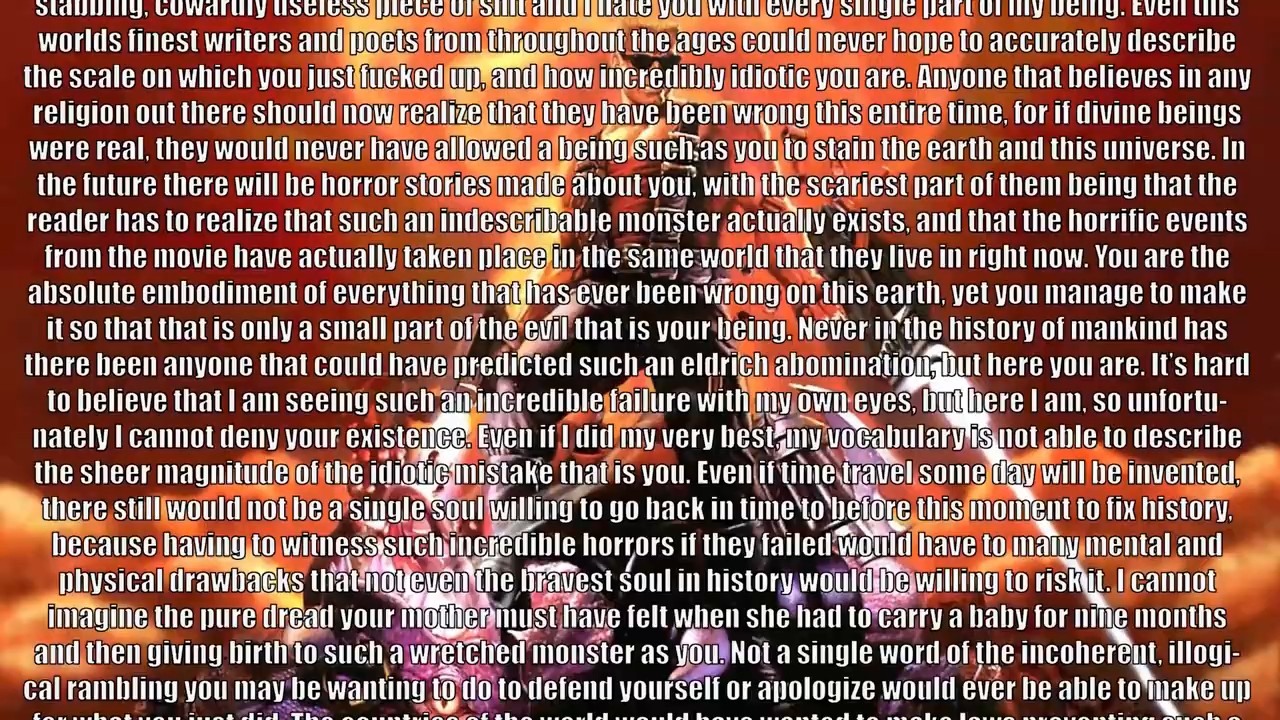 stabbing, cowardly useless piece of shit and I hate you with every single part of my being. Even this
worlds finest writers and poets from throughout the ages could never hope to accurately describe
the scale on which you just fucked up, and how incredibly idiotic you are. Anyone that believes in any
religion out there should now realize that they have been wrong this entire time, for if divine beings
were real, they would never have allowed a being such as you to stain the earth and this universe. In
the future there will be horror stories made about you, with the scariest part of them being that the
reader has to realize that such an indescribable monster actually exists, and that the horrific events
from the movie have actually taken place in the same world that they live in right now. You are the
absolute embodiment of everything that has ever been wrong on this earth, yet you manage to make
it so that that is only a small part of the evil that is your being. Never in the history of mankind has
there been anyone that could have predicted such an eldrich abomination, but here you are. It's hard
to believe that I am seeing such an incredible failure with my own eyes, but here I am, so unfortu-
nately I cannot deny your existence. Even if I did my very best, my vocabulary is not able to describe
the sheer magnitude of the idiotic mistake that is you. Even if time travel some day will be invented,
there still would not be a single soul willing to go back in time to before this moment to fix history,
because having to witness such incredible horrors if they failed would have to many mental and
physical drawbacks that not even the bravest soul in history would be willing to risk it. I cannot
imagine the pure dread your mother must have felt when she had to carry a baby for nine months
and then giving birth to such a wretched monster as you. Not a single word of the incoherent, illogi-
cal rambling you may be wanting to do to defend yourself or apologize would ever be able to make up
for what you just did. The countries of the world would have wanted to make laws preventing such a